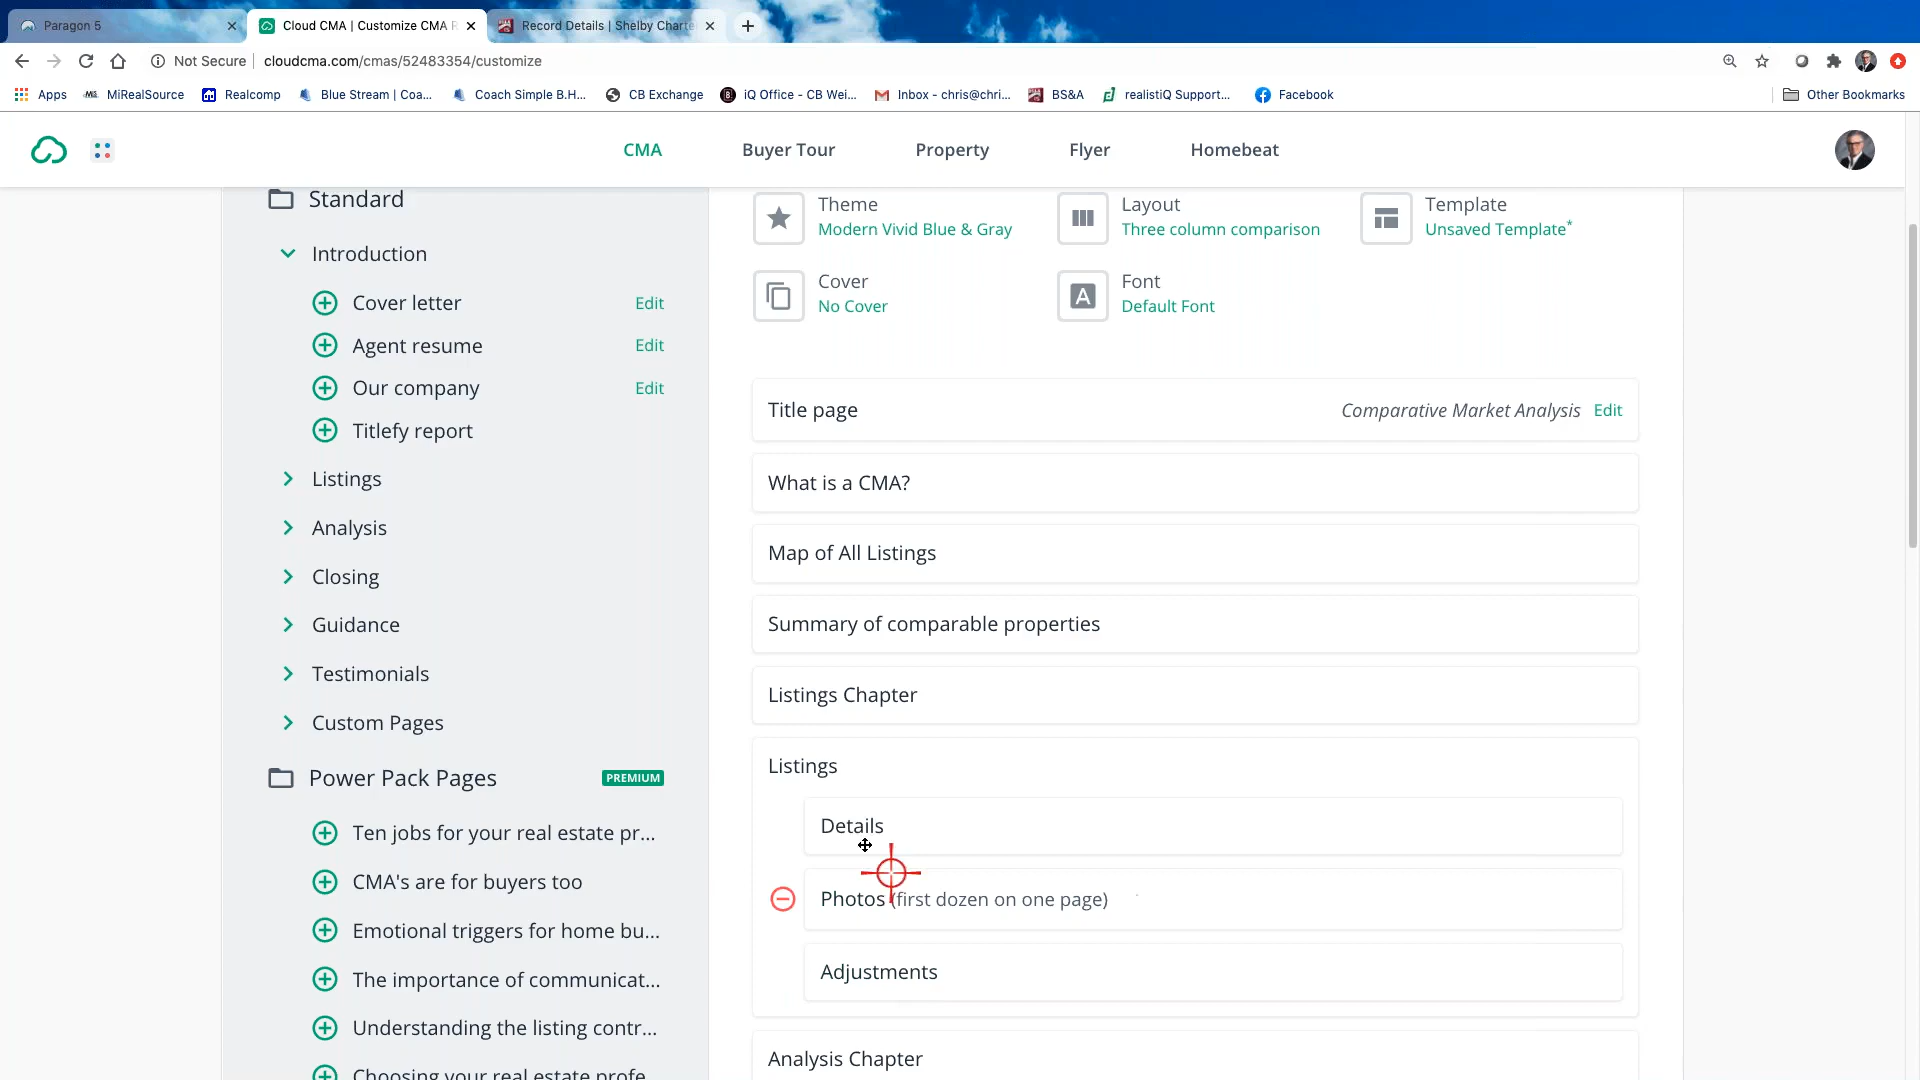 Paragon 5
Cloud CMA | Customize CMA R
Record Details | Shelby Charte
Not Secure
cloudcma.com/cmas/52483354/customize
Apps
MiRealSource
Realcomp
Blue Stream | Coa...
Coach Simple B.H...
CB Exchange
iQ Office - CB Wei...
Inbox - chris@chri...
BS&A
realistiQ Support...
Facebook
Other Bookmarks
CMA
Buyer Tour
Property
Flyer
Homebeat
Standard
Introduction
Cover letter Edit
Agent resume Edit
Our company Edit
Titlefy report
Listings
Analysis
Closing
Guidance
Testimonials
Custom Pages
Power Pack Pages PREMIUM
Ten jobs for your real estate pr...
CMA's are for buyers too
Emotional triggers for home bu...
The importance of communicat...
Understanding the listing contr...
Choosing your real estate profe...
Theme
Modern Vivid Blue & Gray
Layout
Three column comparison
Template
Unsaved Template*
Cover
No Cover
Font
Default Font
Title page
Comparative Market Analysis Edit
What is a CMA?
Map of All Listings
Summary of comparable properties
Listings Chapter
Listings
Details
Photos (first dozen on one page)
Adjustments
Analysis Chapter